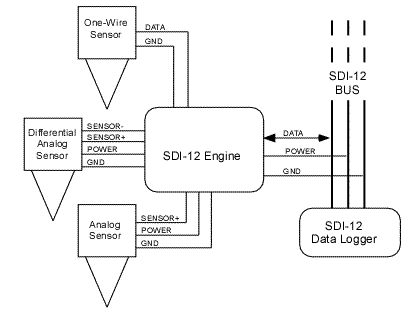 One-Wire
Sensor
DATA
GND
SDI-12
BUS
Differential
Analog
Sensor
SENSOR-
SENSOR+
POWER
GND
SDI-12 Engine
DATA
POWER
GND
Analog
Sensor
SENSOR+
POWER
GND
SDI-12
Data Logger